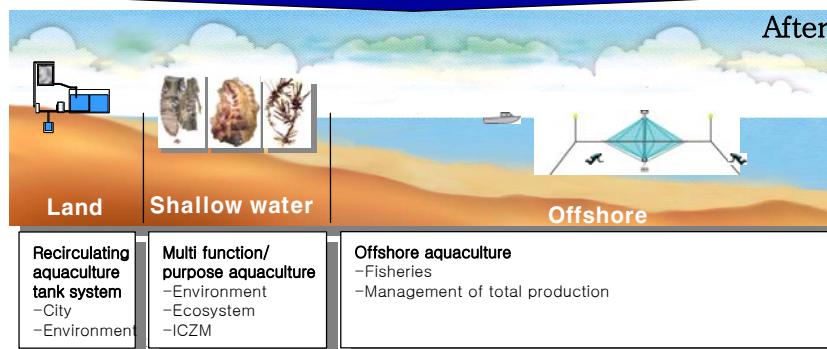 After
Land
Shallow water
Offshore
Recirculating
aquaculture
tank system
-City
-Environment
Multi function/
purpose aquaculture
-Environment
-Ecosystem
-ICZM
Offshore aquaculture
-Fisheries
-Management of total production